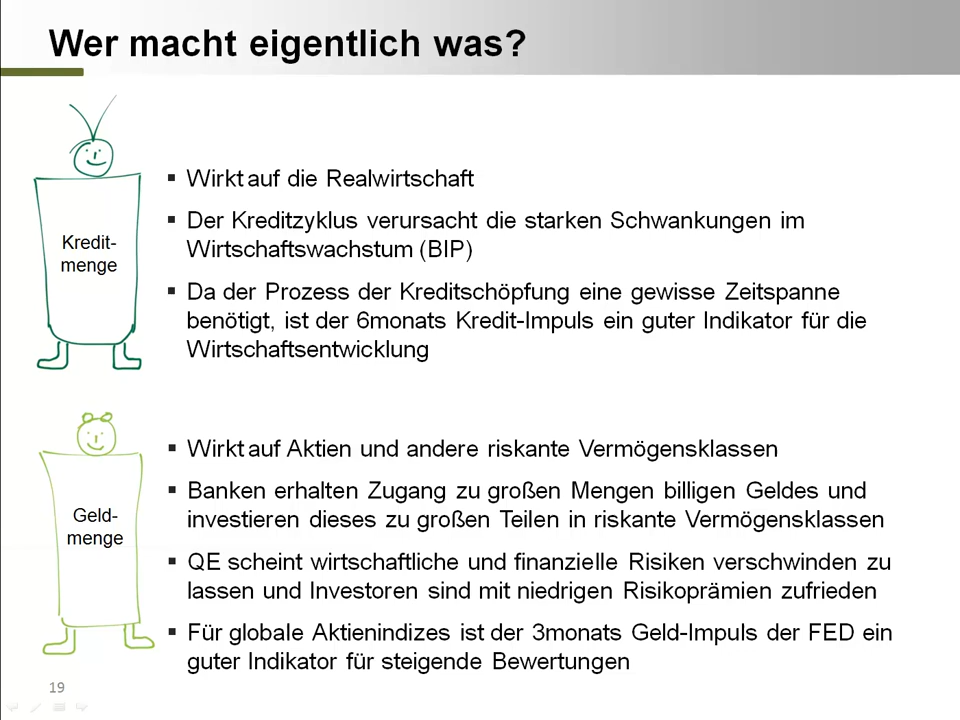 Wer macht eigentlich was?
Kredit-
menge
▪ Wirkt auf die Realwirtschaft
▪ Der Kreditzyklus verursacht die starken Schwankungen im
Wirtschaftswachstum (BIP)
▪ Da der Prozess der Kreditschöpfung eine gewisse Zeitspanne
benötigt, ist der 6monats Kredit-Impuls ein guter Indikator für die
Wirtschaftsentwicklung
Geld-
menge
▪ Wirkt auf Aktien und andere riskante Vermögensklassen
▪ Banken erhalten Zugang zu großen Mengen billigen Geldes und
investieren dieses zu großen Teilen in riskante Vermögensklassen
▪ QE scheint wirtschaftliche und finanzielle Risiken verschwinden zu
lassen und Investoren sind mit niedrigen Risikoprämien zufrieden
▪ Für globale Aktienindizes ist der 3monats Geld-Impuls der FED ein
guter Indikator für steigende Bewertungen
19